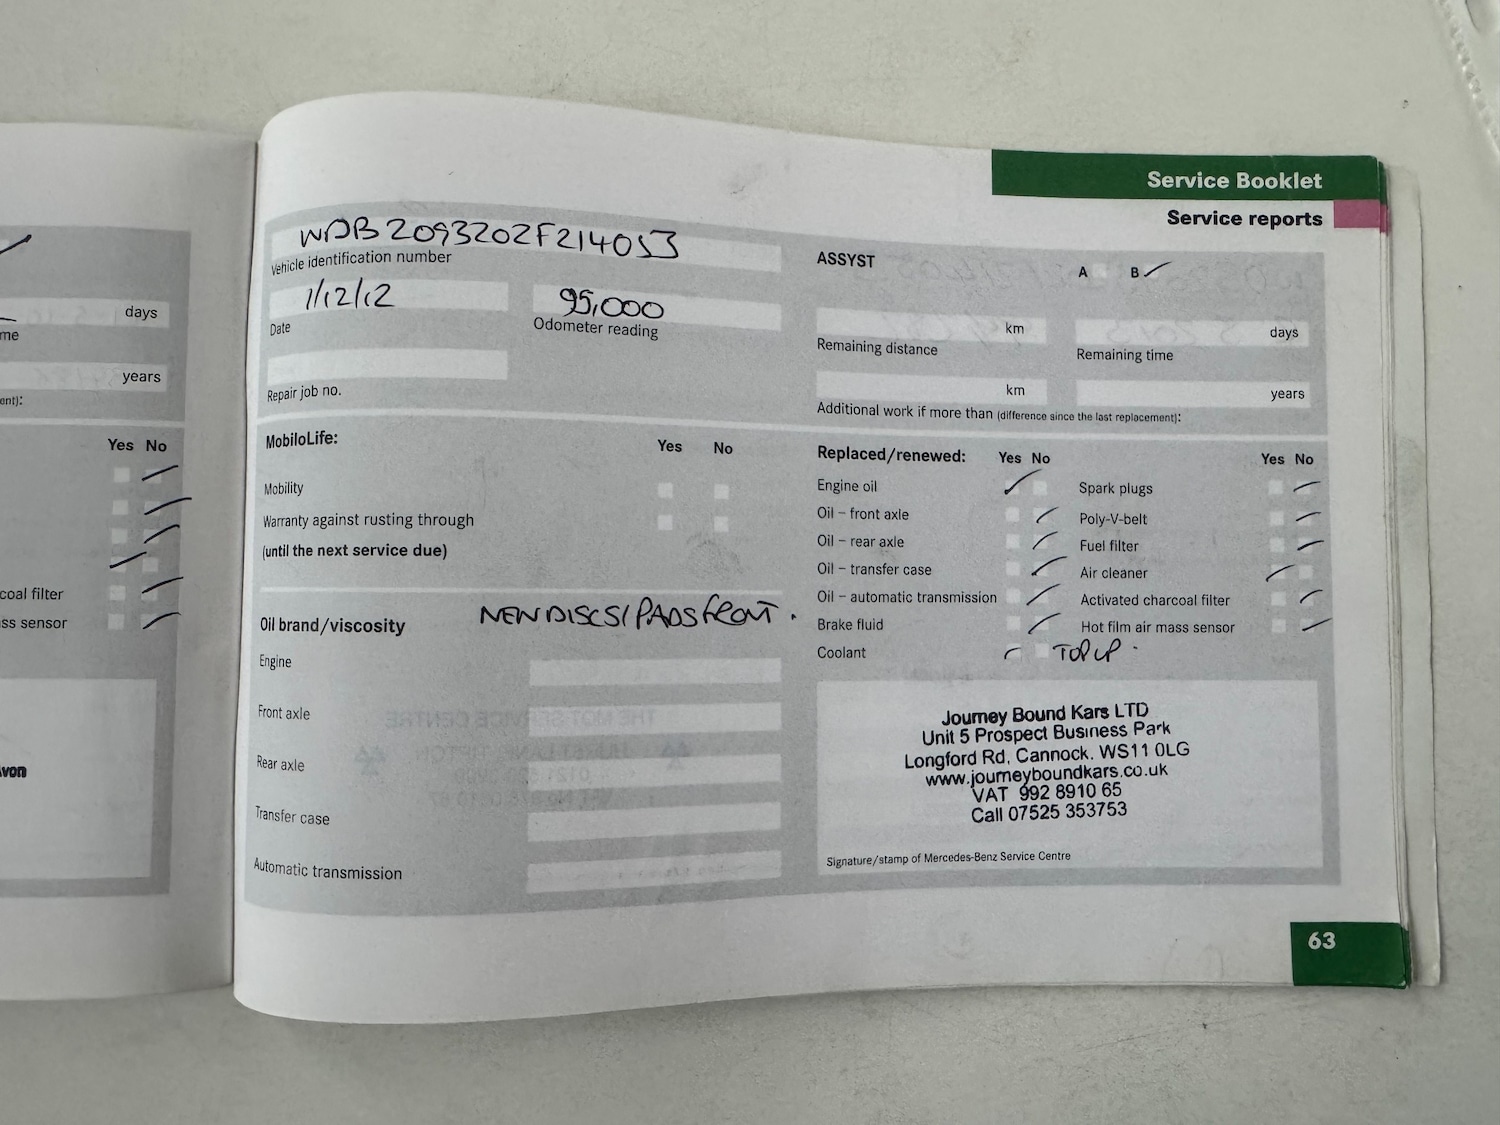 days
me
years
ent):
Yes No
coal filter
ss sensor
von
Service Booklet
Service reports
WDB2093202F214053
Vehicle identification number
1/12/12
Date
95,000
Odometer reading
Repair job no.
ASSYST
A B
km
Remaining distance
days
Remaining time
km
years
Additional work if more than (difference since the last replacement):
MobiloLife: Yes No
Mobility
Warranty against rusting through
(until the next service due)
NEW DISCS/PADS FRONT.
Oil brand/viscosity
Engine
Front axle
Rear axle
Transfer case
Automatic transmission
Replaced/renewed: Yes No
Engine oil
Oil – front axle
Oil – rear axle
Oil – transfer case
Oil – automatic transmission
Brake fluid
Coolant TOP UP.
Yes No
Spark plugs
Poly-V-belt
Fuel filter
Air cleaner
Activated charcoal filter
Hot film air mass sensor
Journey Bound Kars LTD
Unit 5 Prospect Business Park
Longford Rd, Cannock. WS11 0LG
www.journeyboundkars.co.uk
VAT 992 8910 65
Call 07525 353753
Signature/stamp of Mercedes-Benz Service Centre
63